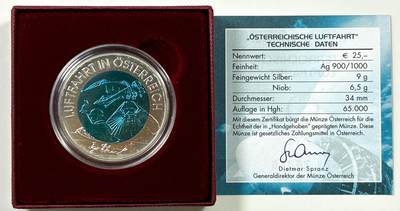 LUFTFAHRT IN ÖSTERREICH
„ÖSTERREICHISCHE LUFTFAHRT“
TECHNISCHE DATEN
Nennwert: € 25,–
Feinheit: Ag 900/1000
Feingewicht Silber: 9 g
Niob: 6,5 g
Durchmesser: 34 mm
Auflage in Hgh: 65.000
Mit diesem Zertifikat bürgt die Münze Österreich für die
Echtheit der in „Handgehoben“ geprägten Münze. Diese
Münze ist gesetzliches Zahlungsmittel in Österreich.
Dietmar Spranz
Generaldirektor der Münze Österreich